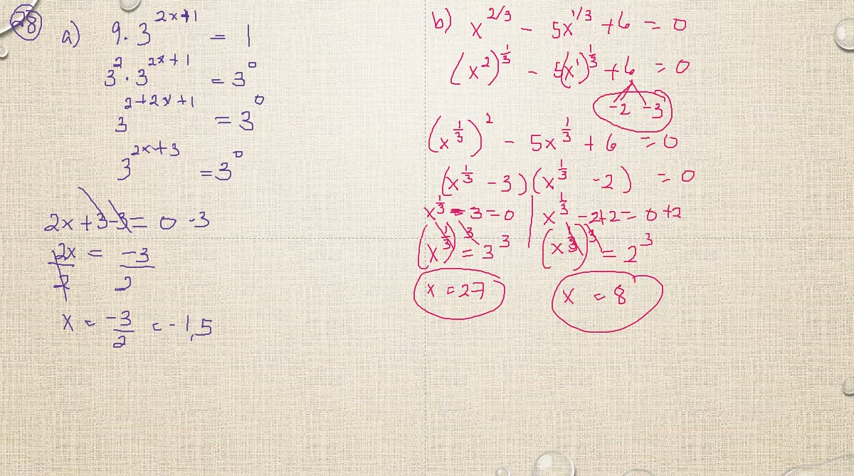 28
a) 9 · 3^(2x+1) = 1
3^2 · 3^(2x+1) = 3^0
3^(2+2x+1) = 3^0
3^(2x+3) = 3^0
2x + 3 - 3 = 0 - 3
2x/2 = -3/2
x = -3/2 = -1,5
b) x^(2/3) - 5x^(1/3) + 6 = 0
(x^2)^(1/3) - 5(x^1)^(1/3) + 6 = 0
-2 -3
(x^(1/3))^2 - 5x^(1/3) + 6 = 0
(x^(1/3) - 3)(x^(1/3) - 2) = 0
x^(1/3) - 3 = 0 | x^(1/3) - 2 + 2 = 0 + 2
(x^(1/3))^3 = 3^3 (x^(1/3))^3 = 2^3
x = 27 x = 8